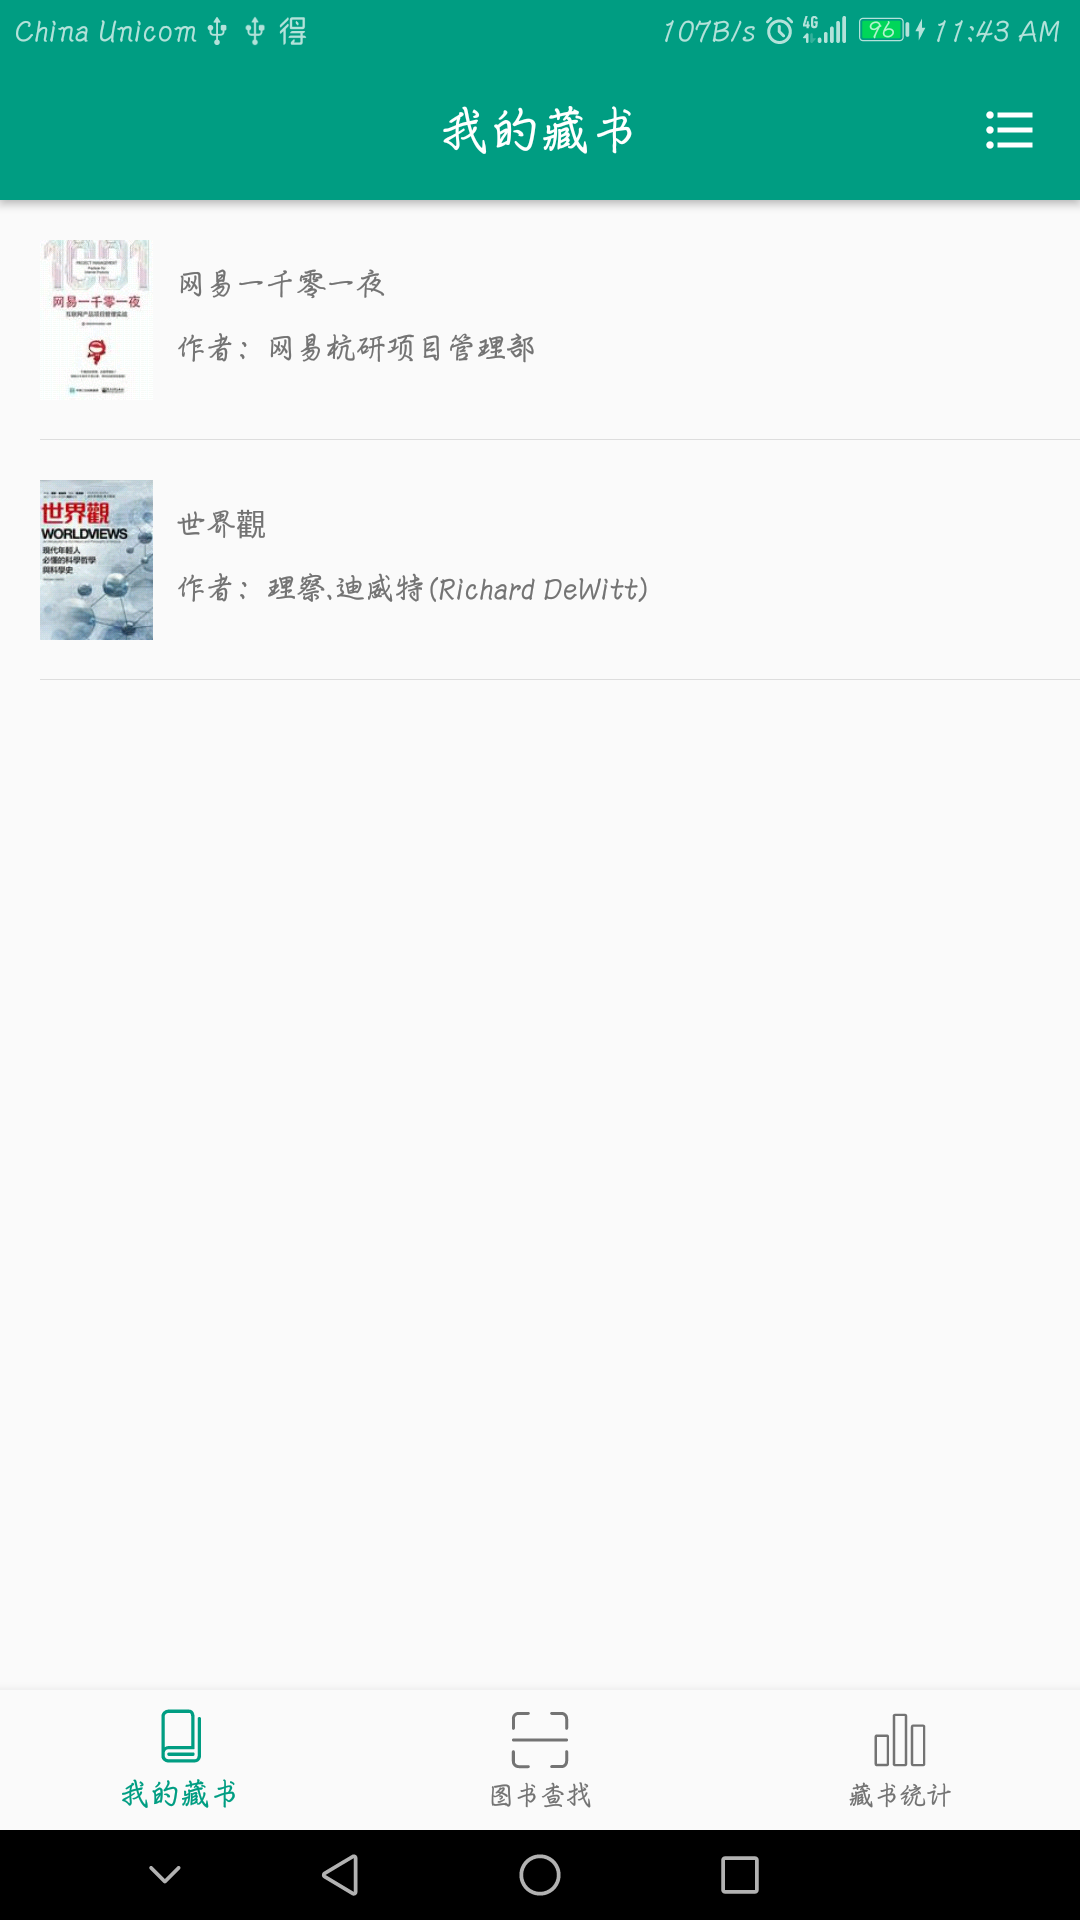 China Unicom 得 107B/s 4G 96 11:43 AM
我的藏书
1001
PROJECT MANAGEMENT
网易一千零一夜
互联网产品项目管理实战
网易一千零一夜
作者：网易杭研项目管理部
世界觀
WORLDVIEWS
現代年輕人
必懂的科學哲學
與科學史
世界觀
作者：理察.迪威特(Richard DeWitt)
我的藏书
图书查找
藏书统计